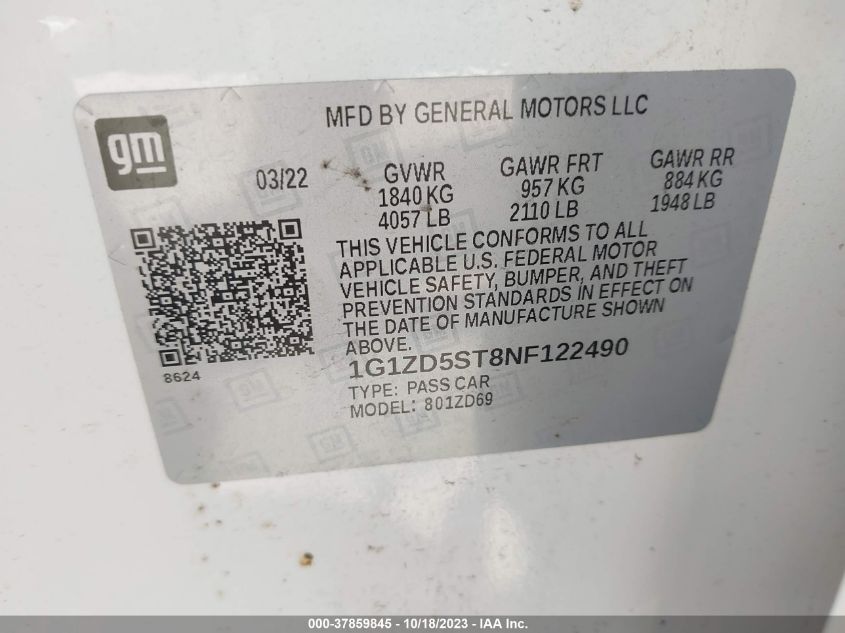 MFD BY GENERAL MOTORS LLC
gm
03/22
GVWR
1840 KG
4057 LB
GAWR FRT
957 KG
2110 LB
GAWR RR
884 KG
1948 LB
THIS VEHICLE CONFORMS TO ALL
APPLICABLE U.S. FEDERAL MOTOR
VEHICLE SAFETY, BUMPER, AND THEFT
PREVENTION STANDARDS IN EFFECT ON
THE DATE OF MANUFACTURE SHOWN
ABOVE.
8624
1G1ZD5ST8NF122490
TYPE: PASS CAR
MODEL: 801ZD69
000-37859845 - 10/18/2023 - IAA Inc.